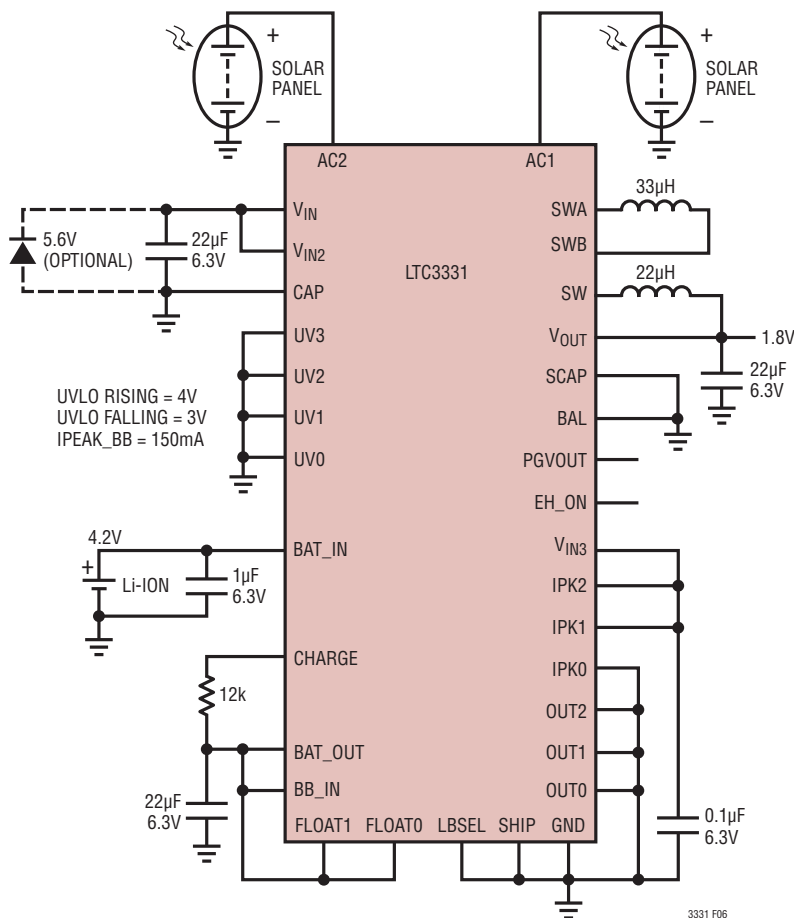 +
SOLAR
PANEL
–
+
SOLAR
PANEL
–
AC2
AC1
VIN
VIN2
CAP
UV3
UV2
UV1
UV0
BAT_IN
CHARGE
BAT_OUT
BB_IN
FLOAT1
FLOAT0
LBSEL
SHIP
GND
LTC3331
SWA
SWB
SW
VOUT
SCAP
BAL
PGVOUT
EH_ON
VIN3
IPK2
IPK1
IPK0
OUT2
OUT1
OUT0
5.6V
(OPTIONAL)
22µF
6.3V
UVLO RISING = 4V
UVLO FALLING = 3V
IPEAK_BB = 150mA
4.2V
+
Li-ION
1µF
6.3V
12k
22µF
6.3V
33µH
22µH
1.8V
22µF
6.3V
0.1µF
6.3V
3331 F06